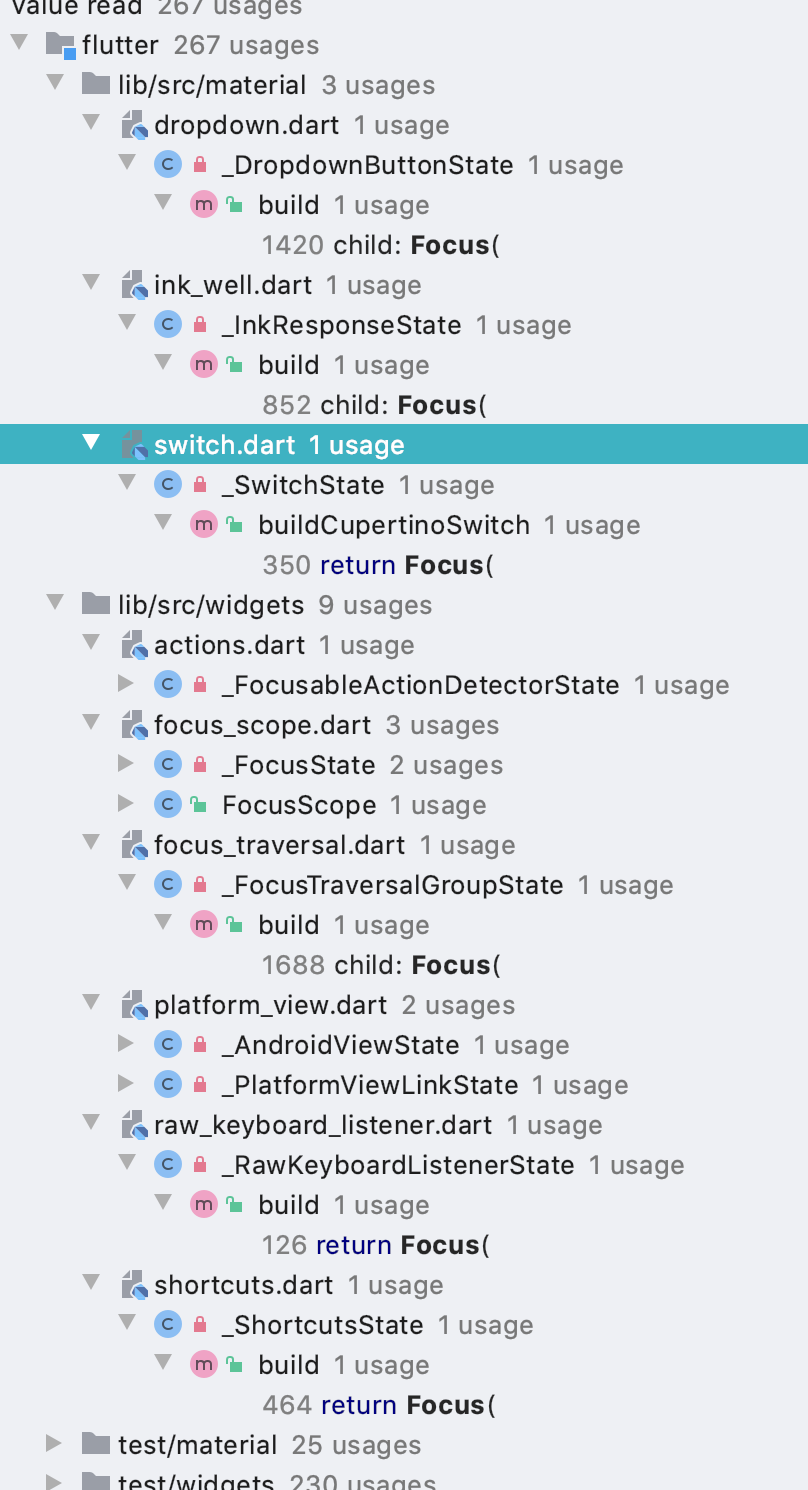 Value read 267 usages
flutter 267 usages
lib/src/material 3 usages
dropdown.dart 1 usage
C _DropdownButtonState 1 usage
m build 1 usage
1420 child: Focus(
ink_well.dart 1 usage
C _InkResponseState 1 usage
m build 1 usage
852 child: Focus(
switch.dart 1 usage
C _SwitchState 1 usage
m buildCupertinoSwitch 1 usage
350 return Focus(
lib/src/widgets 9 usages
actions.dart 1 usage
C _FocusableActionDetectorState 1 usage
focus_scope.dart 3 usages
C _FocusState 2 usages
C FocusScope 1 usage
focus_traversal.dart 1 usage
C _FocusTraversalGroupState 1 usage
m build 1 usage
1688 child: Focus(
platform_view.dart 2 usages
C _AndroidViewState 1 usage
C _PlatformViewLinkState 1 usage
raw_keyboard_listener.dart 1 usage
C _RawKeyboardListenerState 1 usage
m build 1 usage
126 return Focus(
shortcuts.dart 1 usage
C _ShortcutsState 1 usage
m build 1 usage
464 return Focus(
test/material 25 usages
test/widgets 230 usages